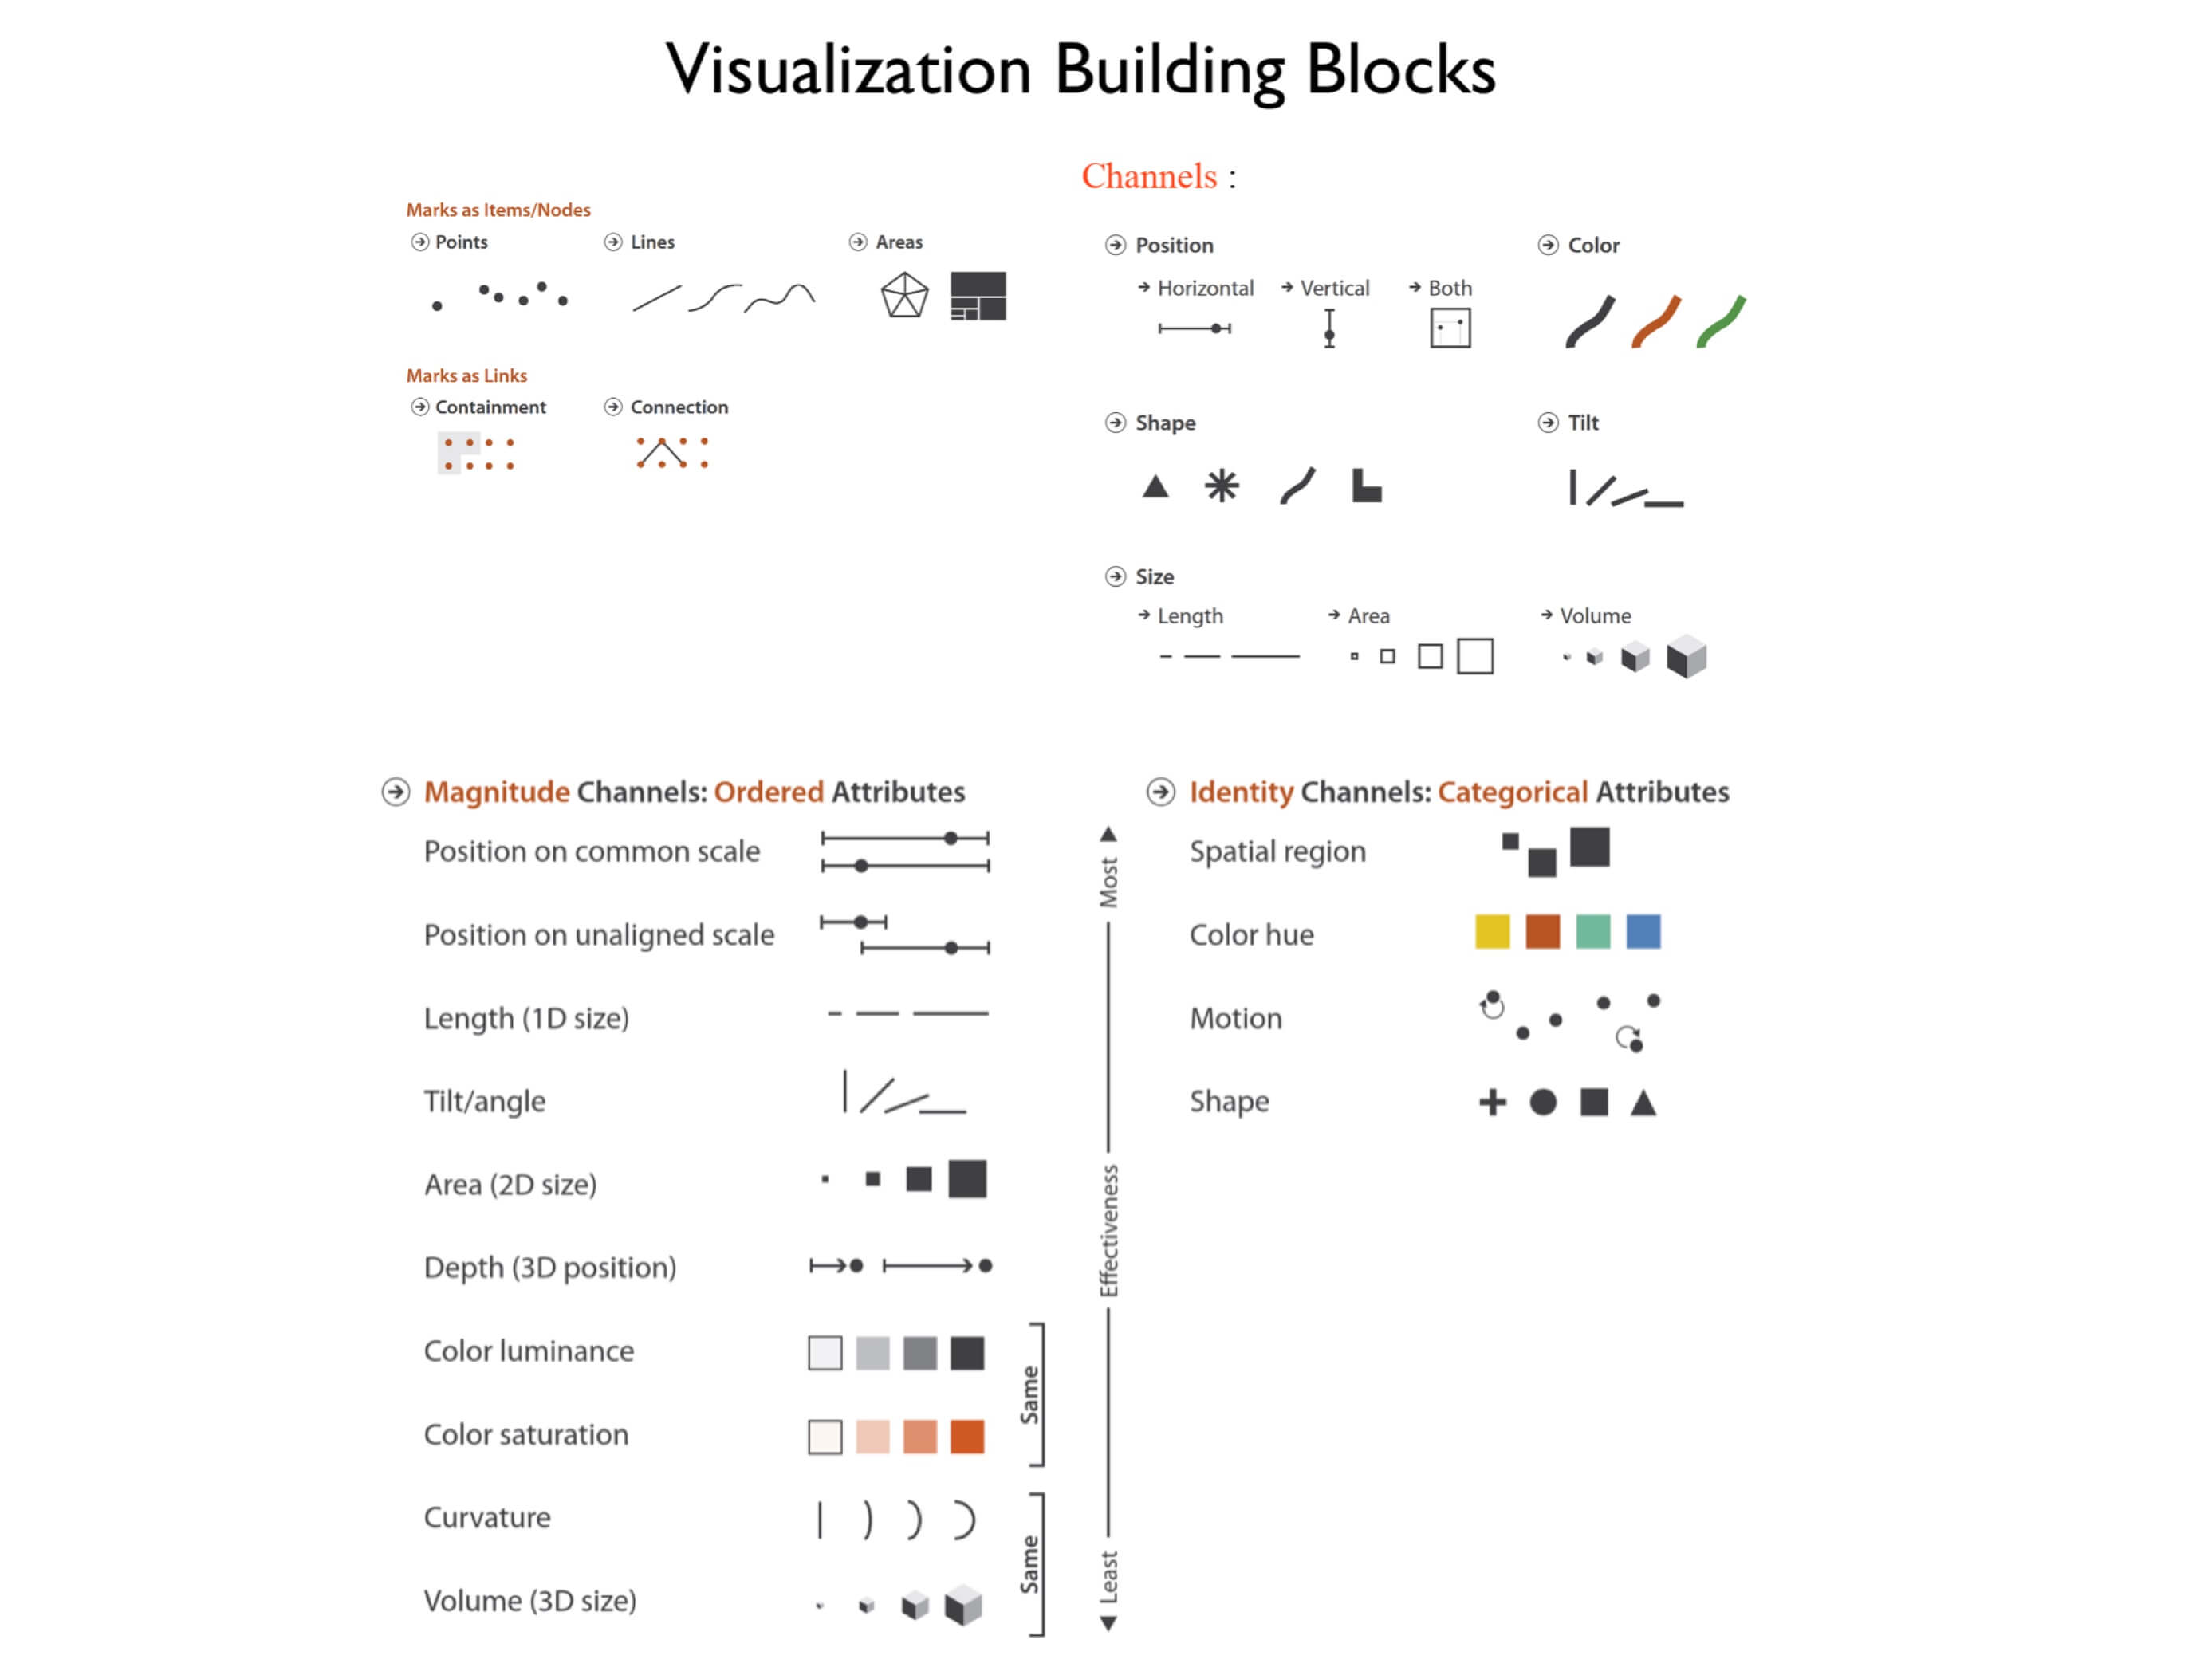 Visualization Building Blocks
Marks as Items/Nodes
Points
Lines
Areas
Marks as Links
Containment
Connection
Channels :
Position
Horizontal
Vertical
Both
Color
Shape
Tilt
Size
Length
Area
Volume
Magnitude Channels: Ordered Attributes
Position on common scale
Position on unaligned scale
Length (1D size)
Tilt/angle
Area (2D size)
Depth (3D position)
Color luminance
Color saturation
Same
Curvature
Volume (3D size)
Same
Most
Effectiveness
Least
Identity Channels: Categorical Attributes
Spatial region
Color hue
Motion
Shape